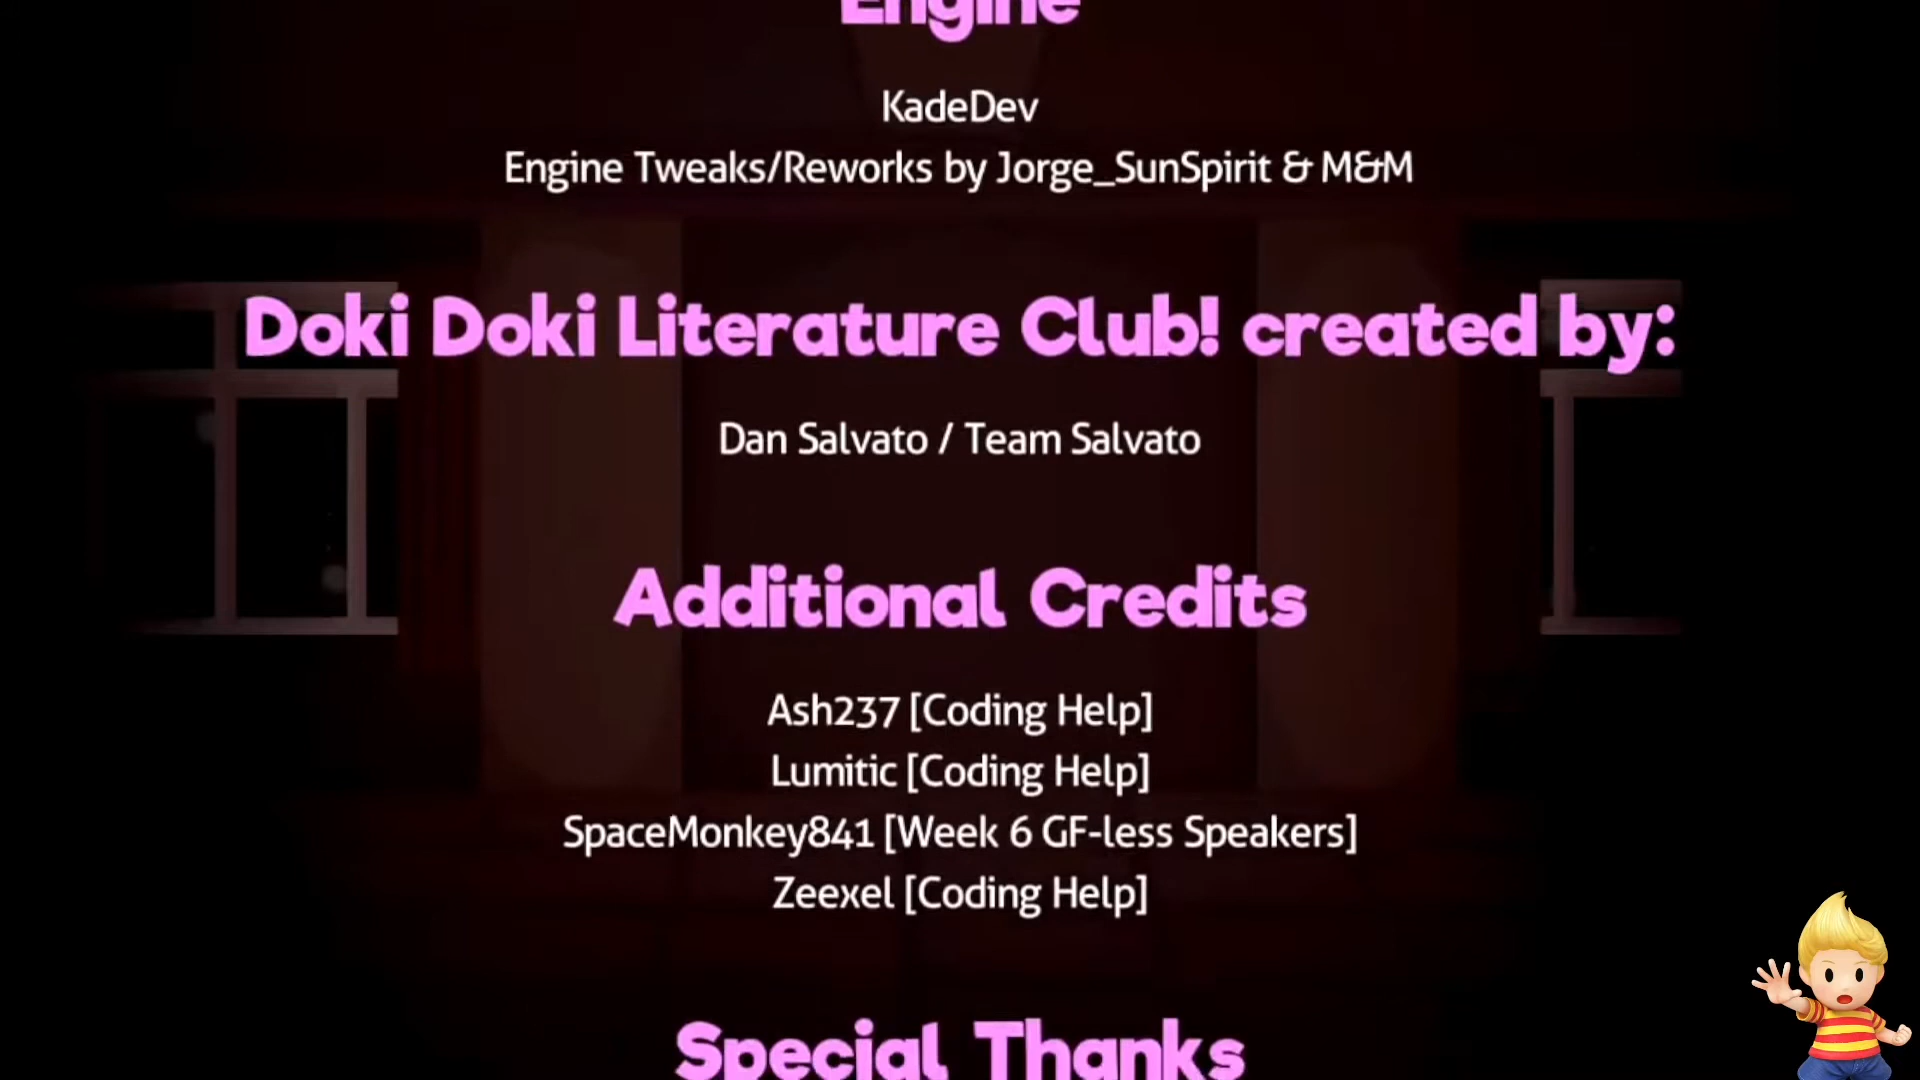 Engine
KadeDev
Engine Tweaks/Reworks by Jorge_SunSpirit & M&M
Doki Doki Literature Club! created by:
Dan Salvato / Team Salvato
Additional Credits
Ash237 [Coding Help]
Lumitic [Coding Help]
SpaceMonkey841 [Week 6 GF-less Speakers]
Zeexel [Coding Help]
Special Thanks